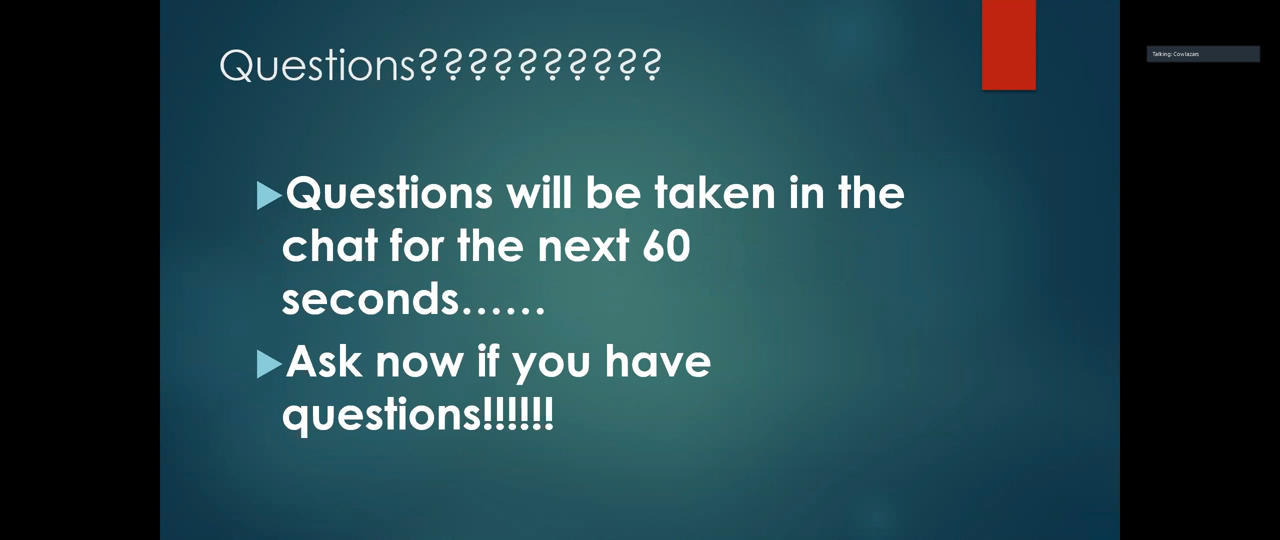 Questions??????????
Talking: Cowlazars
Questions will be taken in the
chat for the next 60
seconds......
Ask now if you have
questions!!!!!!